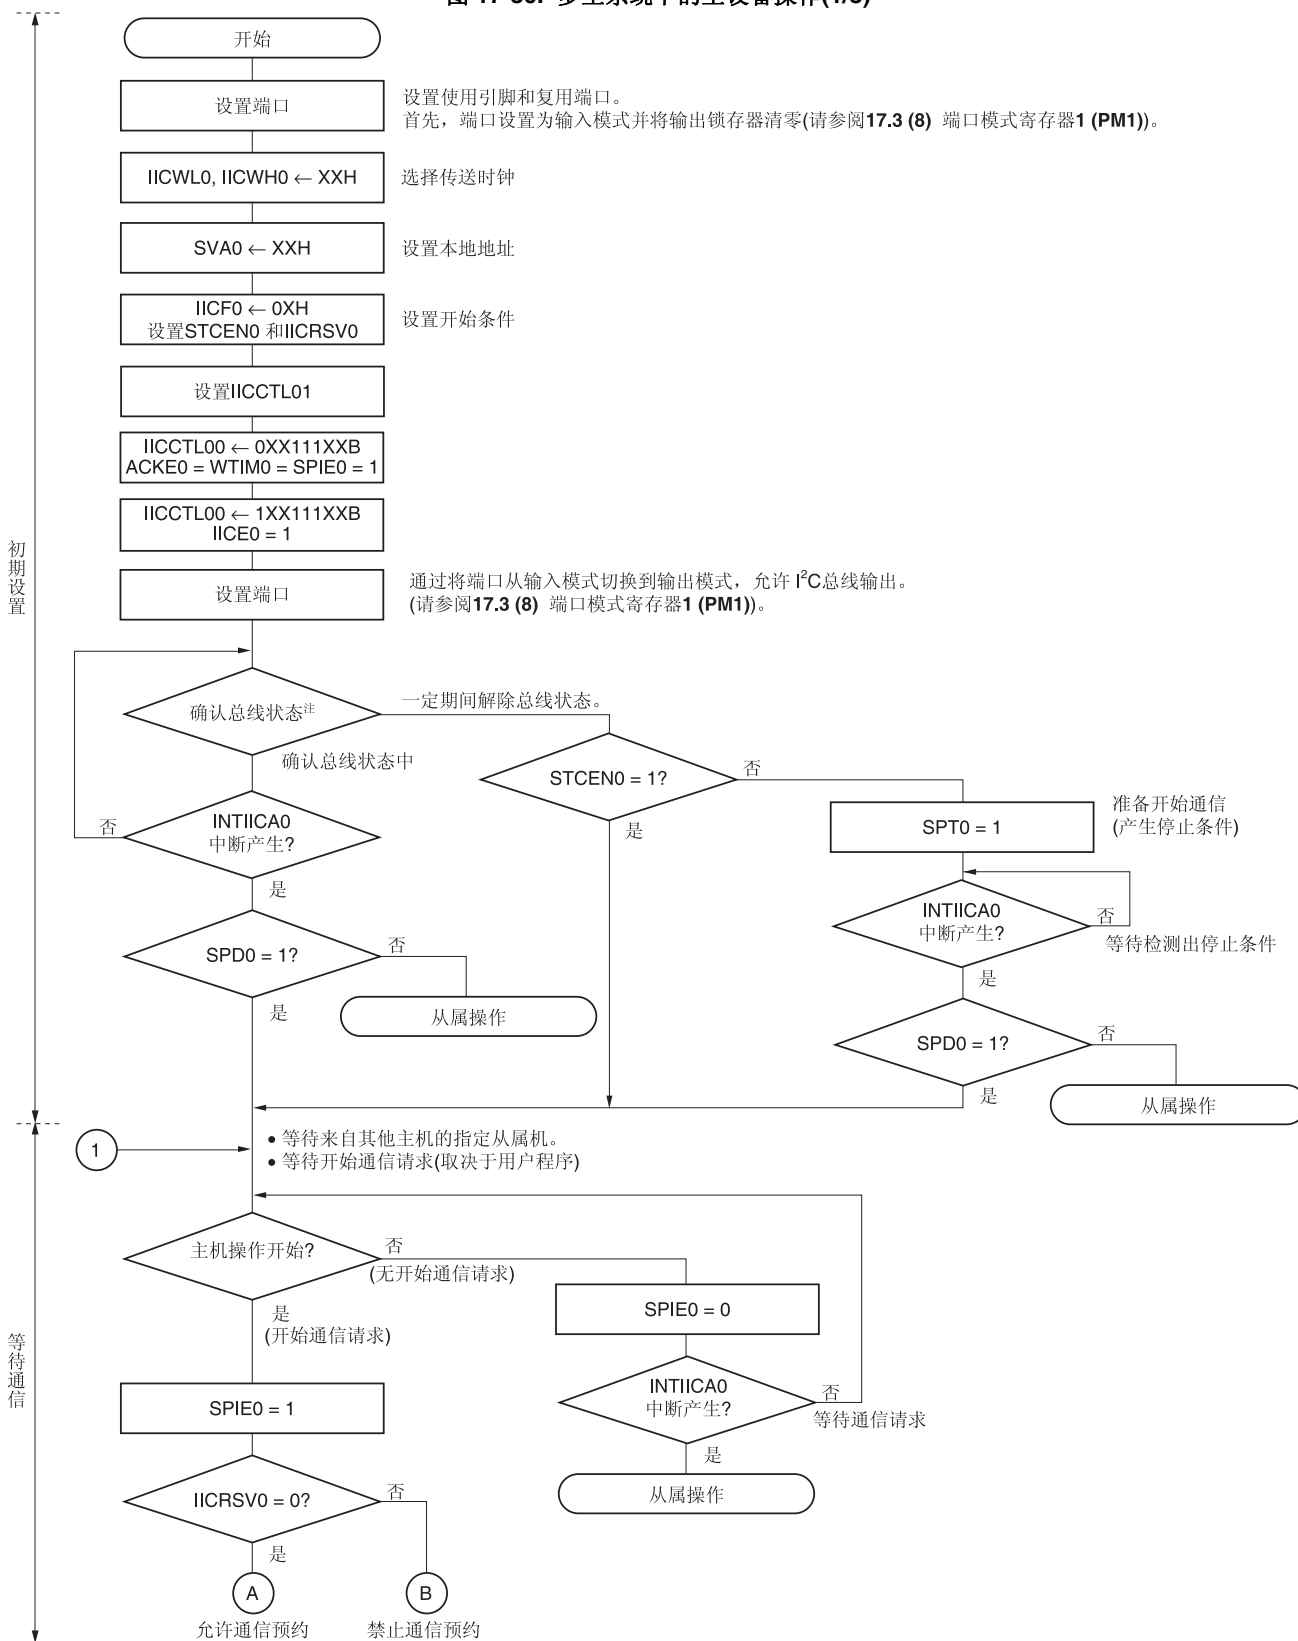 开始
设置端口
设置使用引脚和复用端口。
首先，端口设置为输入模式并将输出锁存器清零(请参阅17.3 (8) 端口模式寄存器1 (PM1))。
IICWL0, IICWH0 ← XXH
选择传送时钟
SVA0 ← XXH
设置本地地址
IICF0 ← 0XH
设置STCEN0 和IICRSV0
设置开始条件
设置IICCTL01
IICCTL00 ← 0XX111XXB
ACKE0 = WTIM0 = SPIE0 = 1
IICCTL00 ← 1XX111XXB
IICE0 = 1
初期设置
设置端口
通过将端口从输入模式切换到输出模式，允许 I²C总线输出。
(请参阅17.3 (8) 端口模式寄存器1 (PM1))。
确认总线状态注
一定期间解除总线状态。
确认总线状态中
STCEN0 = 1?
否
是
SPT0 = 1
准备开始通信
(产生停止条件)
INTIICA0
中断产生?
否
是
INTIICA0
中断产生?
否
等待检测出停止条件
是
SPD0 = 1?
否
是
从属操作
SPD0 = 1?
否
是
从属操作
1
• 等待来自其他主机的指定从属机。
• 等待开始通信请求(取决于用户程序)
主机操作开始?
否
(无开始通信请求)
是
(开始通信请求)
SPIE0 = 0
等待通信
INTIICA0
中断产生?
否
等待通信请求
是
从属操作
SPIE0 = 1
IICRSV0 = 0?
否
是
A
允许通信预约
B
禁止通信预约